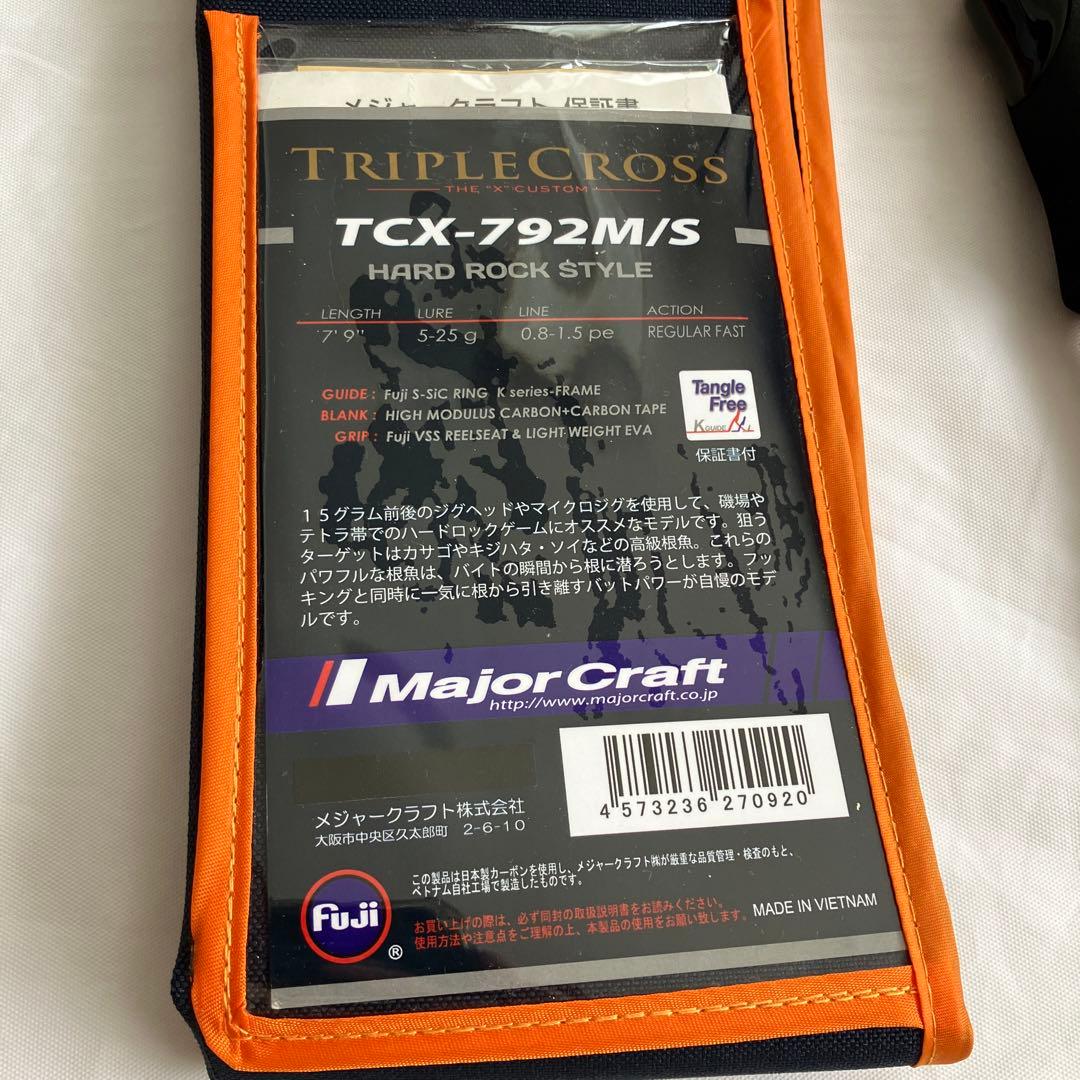 メジャークラフト 保証書
TRIPLECROSS
THE "X" CUSTOM
TCX-792M/S
HARD ROCK STYLE
LENGTH LURE LINE ACTION
7' 9" 5-25 g 0.8-1.5 pe REGULAR FAST
GUIDE : Fuji S-SiC RING K series-FRAME
BLANK : HIGH MODULUS CARBON+CARBON TAPE
GRIP : Fuji VSS REELSEAT & LIGHT WEIGHT EVA
Tangle
Free
K GUIDE
保証書付
15グラム前後のジグヘッドやマイクロジグを使用して、磯場や
テトラ帯でのハードロックゲームにオススメなモデルです。狙う
ターゲットはカサゴやキジハタ・ソイなどの高級根魚。これらの
パワフルな根魚は、バイトの瞬間から根に潜ろうとします。フッ
キングと同時に一気に根から引き離すバットパワーが自慢のモデ
ルです。
Major Craft
http://www.majorcraft.co.jp
4 573236 270920
メジャークラフト株式会社
大阪市中央区久太郎町 2-6-10
この製品は日本製カーボンを使用し、メジャークラフト㈱が厳重な品質管理・検査のもと、
ベトナム自社工場で製造したものです。
Fuji
®
お買い上げの際は、必ず同封の取扱説明書をお読みください。
使用方法や注意点をご理解の上、本製品の使用をお願い致します。
MADE IN VIETNAM